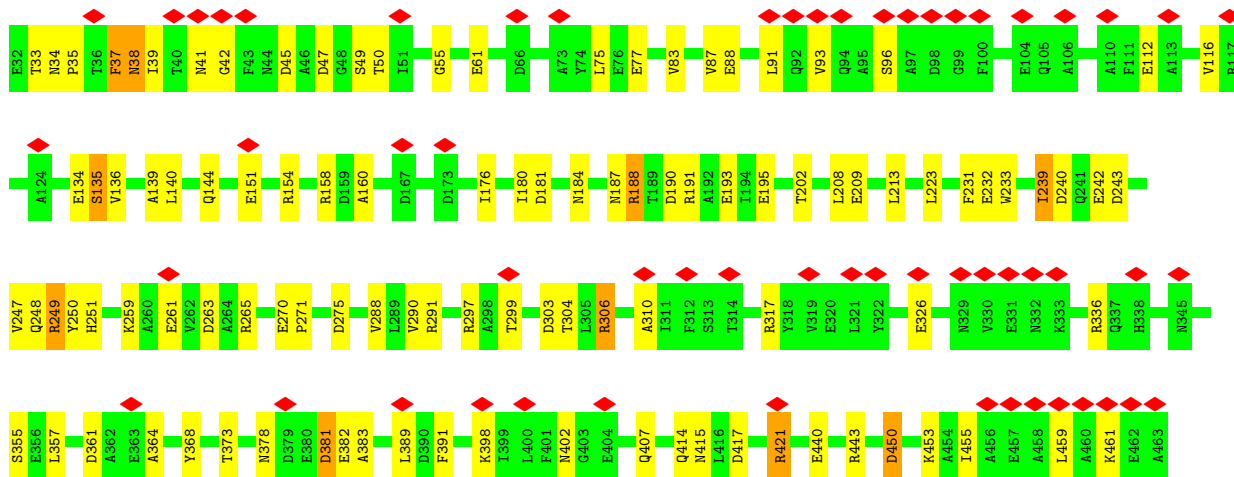 E32 T33 N34 P35 T36 F37 N38 I39 T40 N41 G42 F43 N44 D45 A46 D47 G48 S49 T50 I51 G55 E61 D66 A73 Y74 L75 E76 E77 V83 V87 E88 L91 Q92 V93 Q94 A95 S96 A97 D98 G99 F100 E104 Q105 A106 A110 F111 E112 A113 V116 R117
A124 E134 S135 V136 A139 L140 Q144 E151 R154 R158 D159 A160 D167 D173 I176 I180 D181 N184 N187 R188 T189 D190 R191 A192 E193 I194 E195 T202 L208 E209 L213 L223 F231 E232 W233 I239 D240 Q241 E242 D243
V247 Q248 R249 Y250 H251 K259 A260 E261 V262 D263 A264 R265 E270 P271 D275 V288 L289 V290 R291 R297 A298 T299 D303 T304 L305 R306 A310 I311 F312 S313 T314 R317 Y318 V319 E320 L321 Y322 E326 N329 V330 E331 N332 K333 R336 Q337 H338 N345
S355 E356 L357 D361 A362 E363 A364 Y368 T373 N378 D379 E380 D381 E382 A383 L389 D390 F391 K398 I399 L400 F401 N402 G403 E404 Q407 Q414 N415 L416 D417 R421 E440 R443 D450 K453 A454 I455 A456 E457 A458 L459 A460 K461 E462 A463